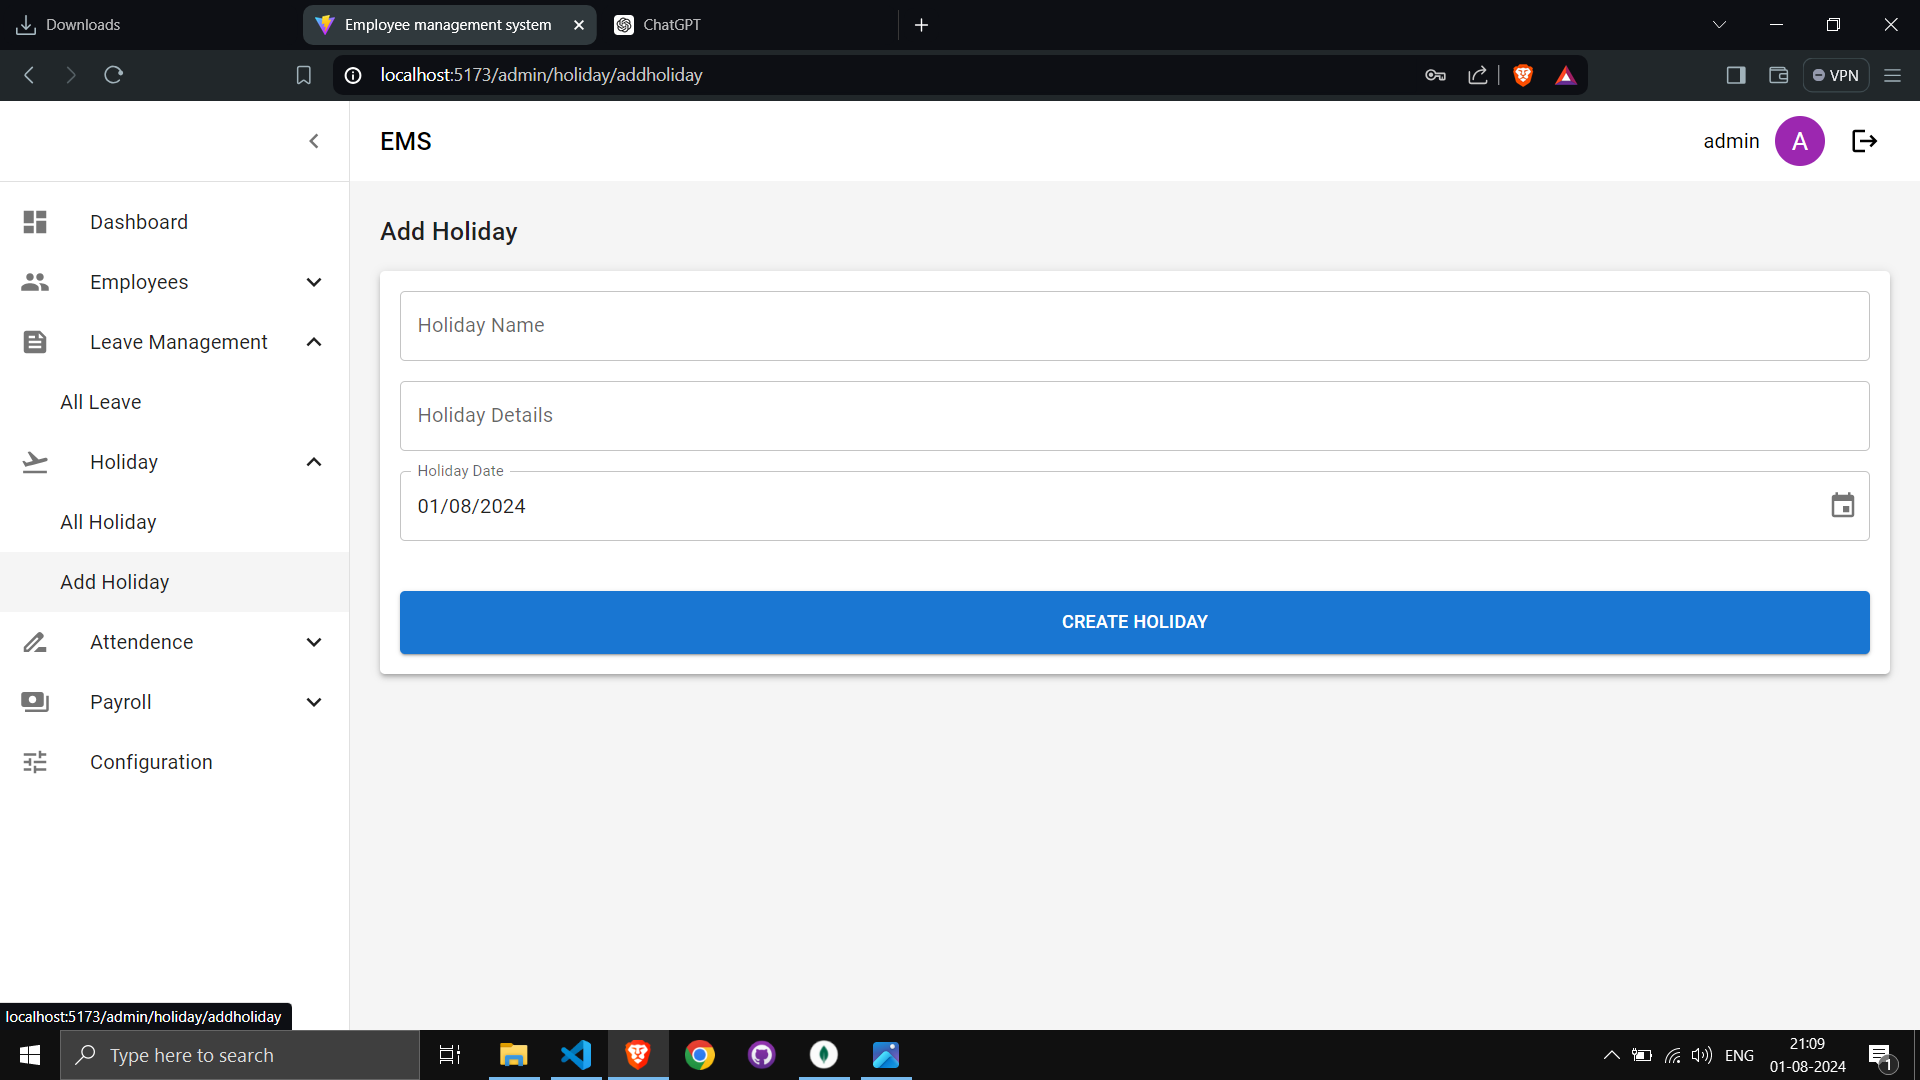 Downloads
Employee management system
ChatGPT
localhost:5173/admin/holiday/addholiday
VPN
EMS
admin
A
Dashboard
Employees
Leave Management
All Leave
Holiday
All Holiday
Add Holiday
Attendence
Payroll
Configuration
Add Holiday
Holiday Name
Holiday Details
Holiday Date
01/08/2024
CREATE HOLIDAY
localhost:5173/admin/holiday/addholiday
Type here to search
ENG
21:09
01-08-2024
1